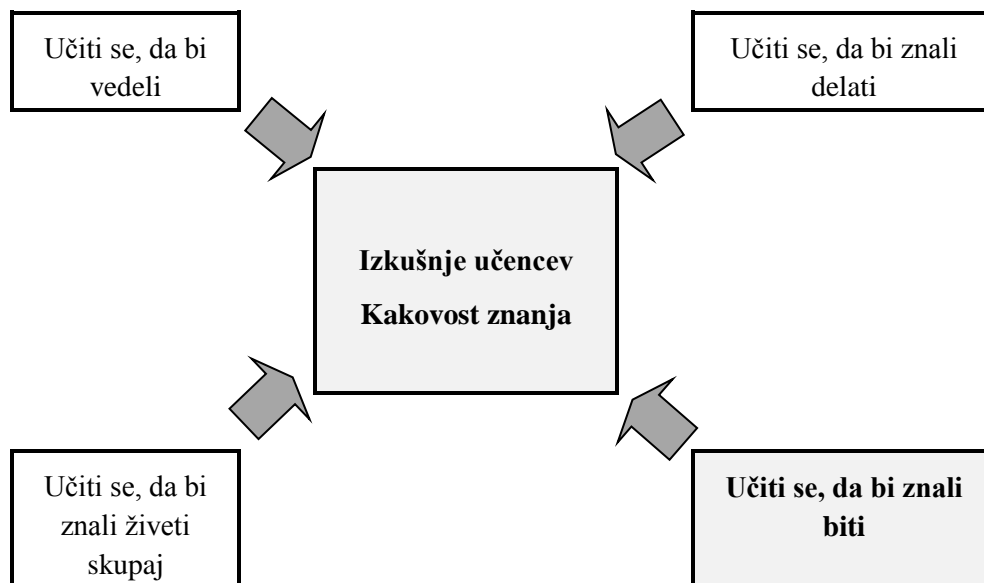 Učiti se, da bi
vedeli
Učiti se, da bi znali
delati
Izkušnje učencev
Kakovost znanja
Učiti se, da bi
znali živeti
skupaj
Učiti se, da bi znali
biti